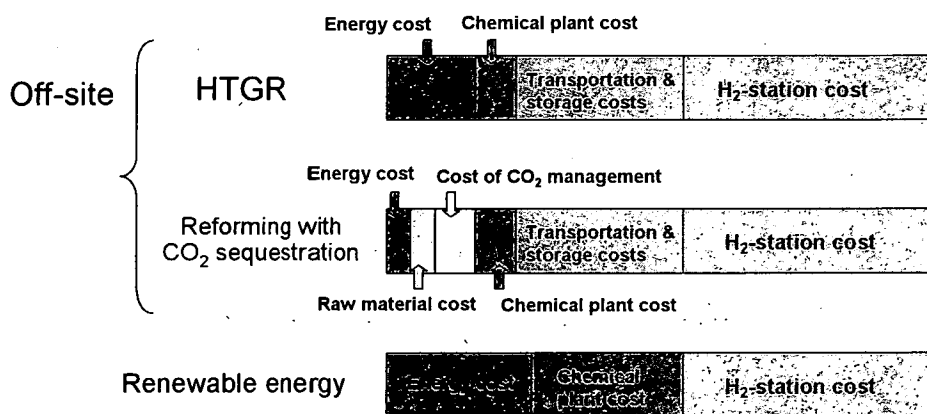 Energy cost Chemical plant cost
Off-site
HTGR
Transportation &
storage costs
H₂-station cost
Energy cost Cost of CO₂ management
Reforming with
CO₂ sequestration
Transportation &
storage costs
H₂-station cost
Raw material cost Chemical plant cost
Renewable energy
Energy cost
Chemical
plant cost
H₂-station cost